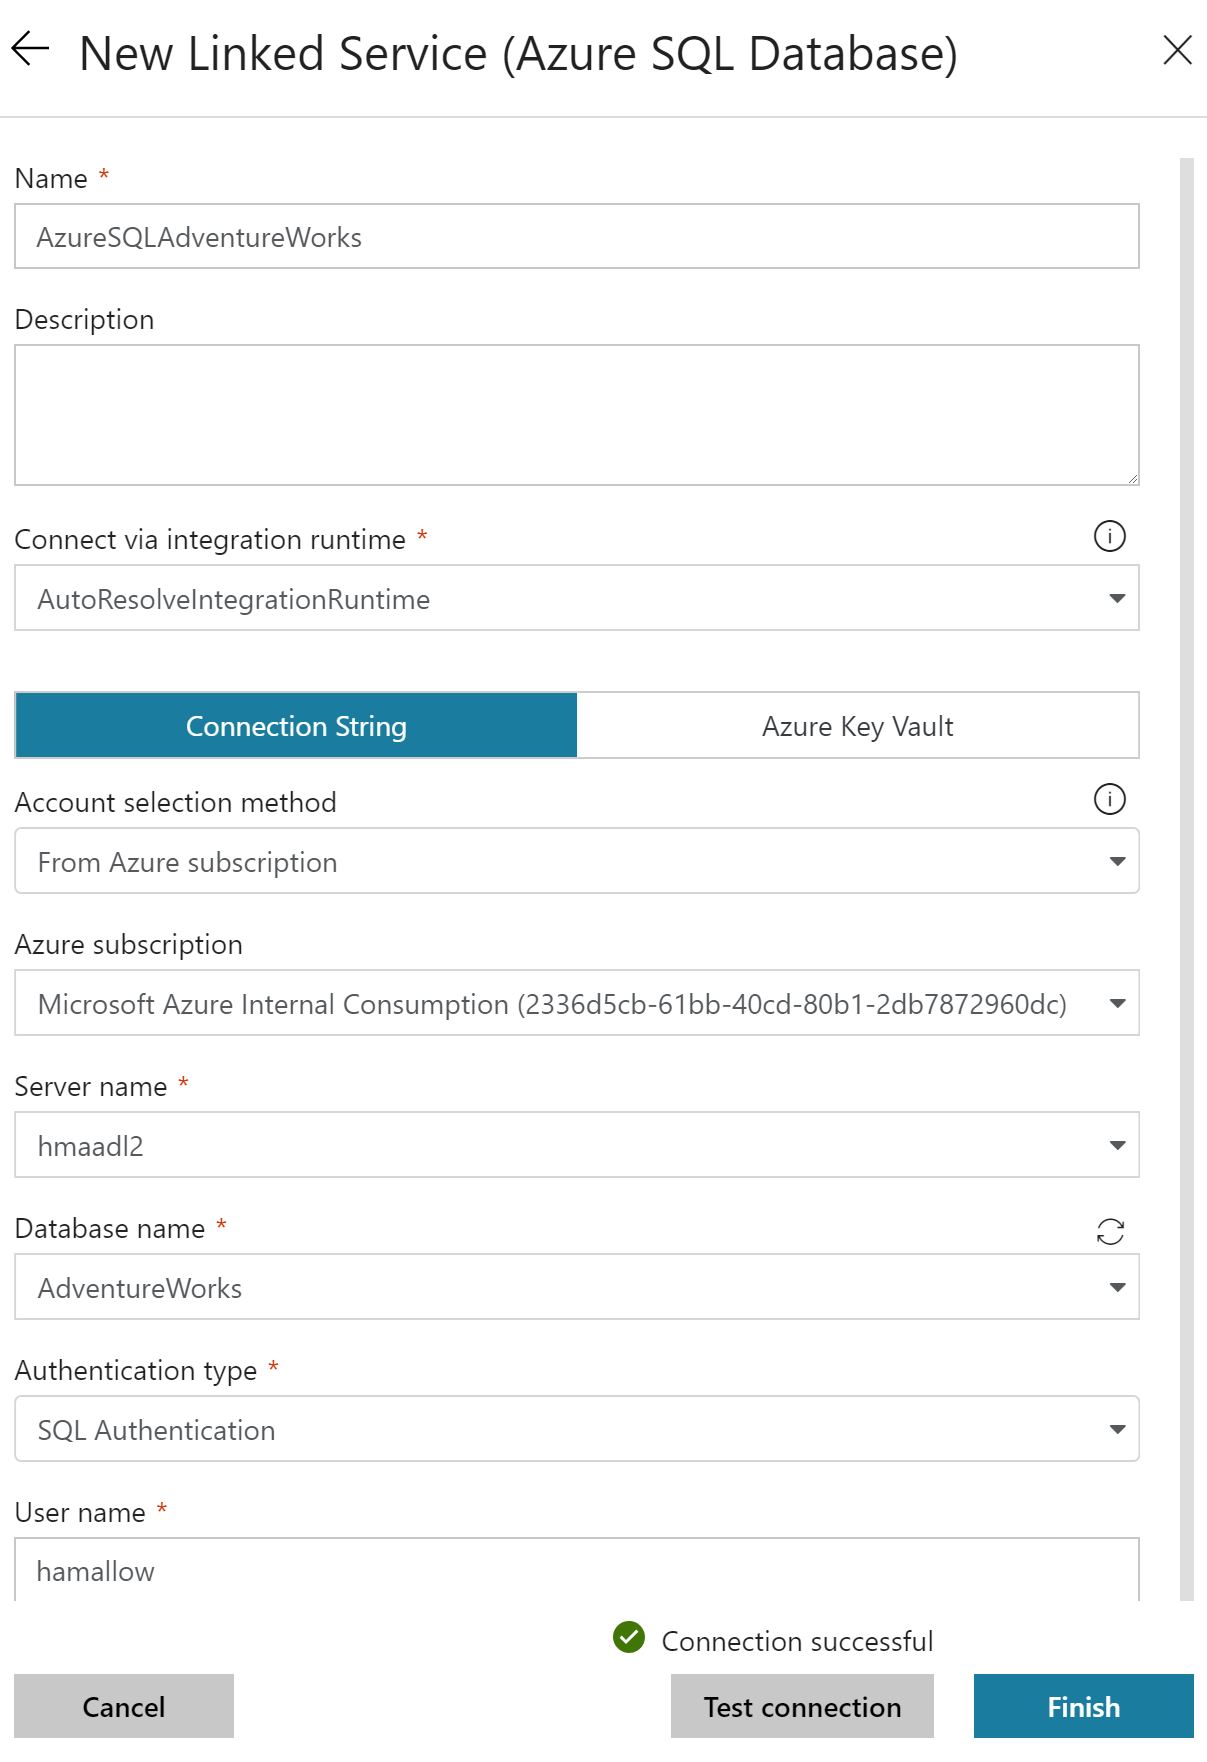 New Linked Service (Azure SQL Database)
Name *
AzureSQLAdventureWorks
Description
Connect via integration runtime *
AutoResolveIntegrationRuntime
Connection String
Azure Key Vault
Account selection method
From Azure subscription
Azure subscription
Microsoft Azure Internal Consumption (2336d5cb-61bb-40cd-80b1-2db7872960dc)
Server name *
hmaadl2
Database name *
AdventureWorks
Authentication type *
SQL Authentication
User name *
hamallow
Connection successful
Cancel
Test connection
Finish